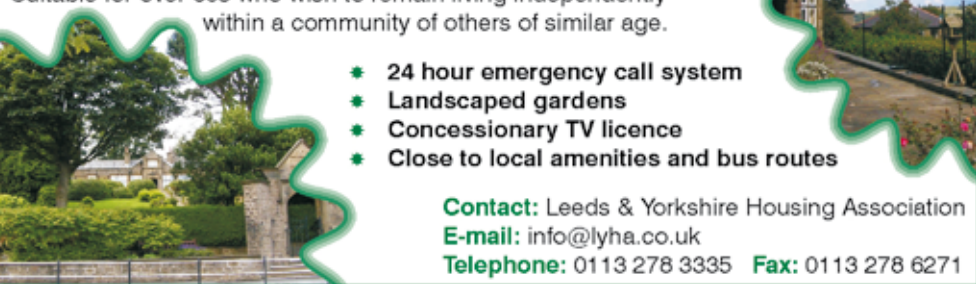 within a community of others of similar age.
24 hour emergency call system
Landscaped gardens
Concessionary TV licence
Close to local amenities and bus routes
Contact: Leeds & Yorkshire Housing Association
E-mail: info@lyha.co.uk
Telephone: 0113 278 3335 Fax: 0113 278 6271